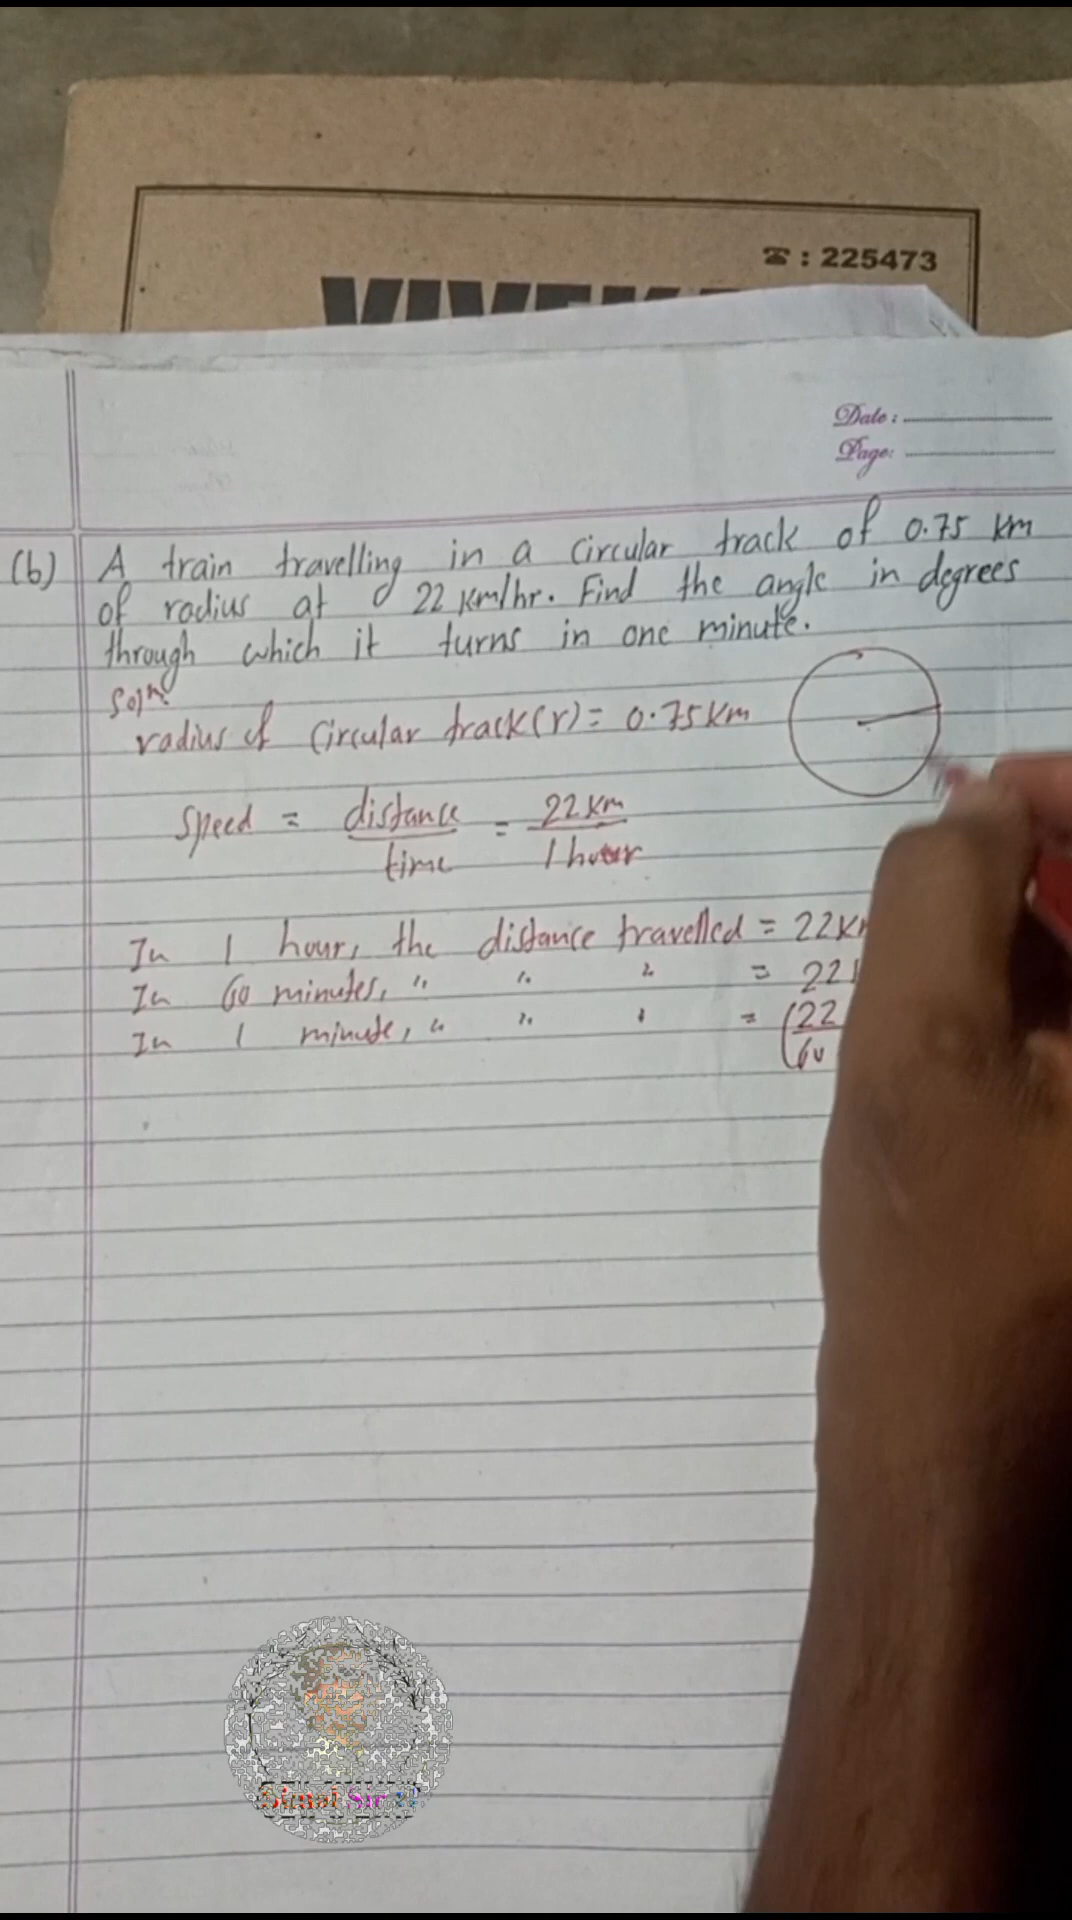 ☎ : 225473
Date :
Page:
(b) A train travelling in a circular track of 0.75 km
of radius at 22 km/hr. Find the angle in degrees
through which it turns in one minute.
Soln
radius of circular track(r) = 0.75 km
Speed = distance/time = 22 km/1 hour
In 1 hour, the distance travelled = 22 K
In 60 minutes, " " " = 22
In 1 minute, " " " = (22/60